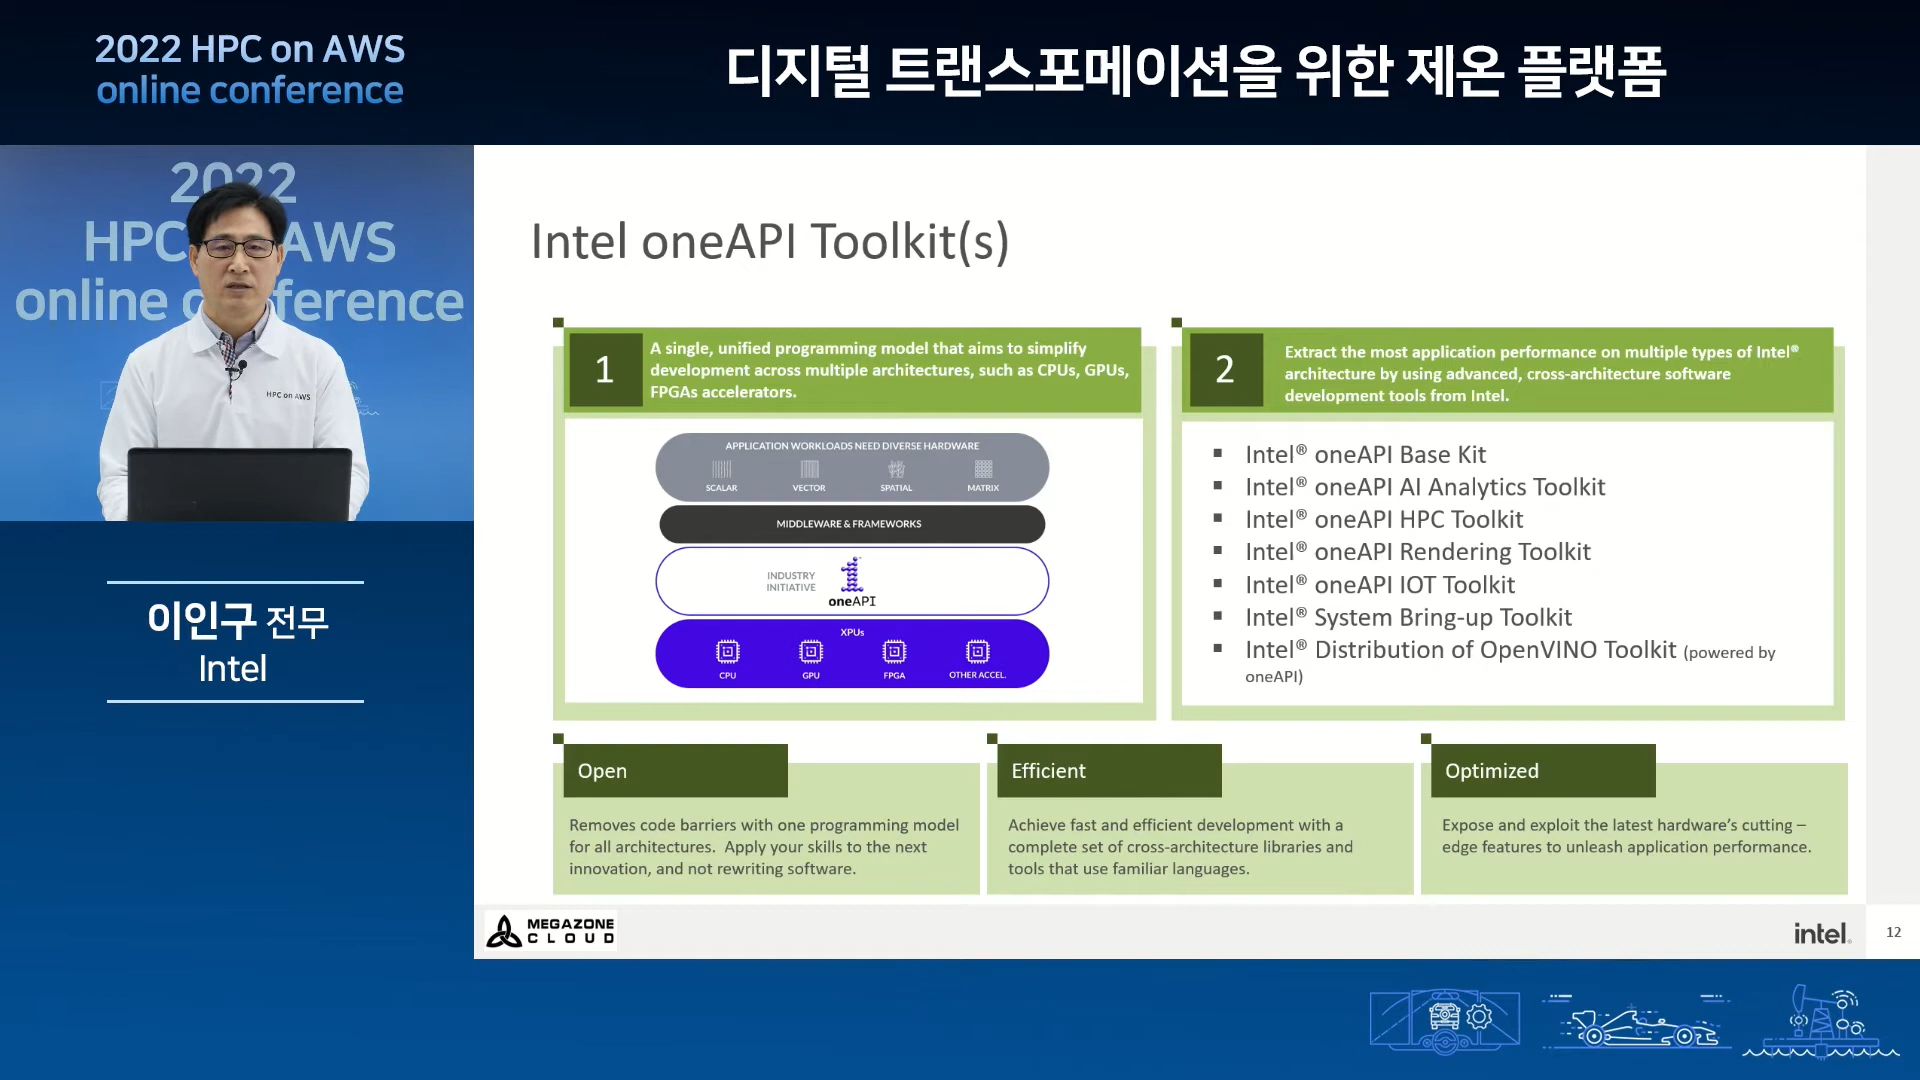 2022 HPC on AWS
online conference
디지털 트랜스포메이션을 위한 제온 플랫폼
2022
HPC AWS
online ference
HPC on AWS
이인구 전무
Intel
Intel oneAPI Toolkit(s)
1
A single, unified programming model that aims to simplify
development across multiple architectures, such as CPUs, GPUs,
FPGAs accelerators.
APPLICATION WORKLOADS NEED DIVERSE HARDWARE
SCALAR VECTOR SPATIAL MATRIX
MIDDLEWARE & FRAMEWORKS
INDUSTRY
INITIATIVE
oneAPI
XPUs
CPU GPU FPGA OTHER ACCEL.
2
Extract the most application performance on multiple types of Intel®
architecture by using advanced, cross-architecture software
development tools from Intel.
▪ Intel® oneAPI Base Kit
▪ Intel® oneAPI AI Analytics Toolkit
▪ Intel® oneAPI HPC Toolkit
▪ Intel® oneAPI Rendering Toolkit
▪ Intel® oneAPI IOT Toolkit
▪ Intel® System Bring-up Toolkit
▪ Intel® Distribution of OpenVINO Toolkit (powered by
oneAPI)
Open
Removes code barriers with one programming model
for all architectures. Apply your skills to the next
innovation, and not rewriting software.
Efficient
Achieve fast and efficient development with a
complete set of cross-architecture libraries and
tools that use familiar languages.
Optimized
Expose and exploit the latest hardware's cutting –
edge features to unleash application performance.
MEGAZONE
CLOUD
intel.
12